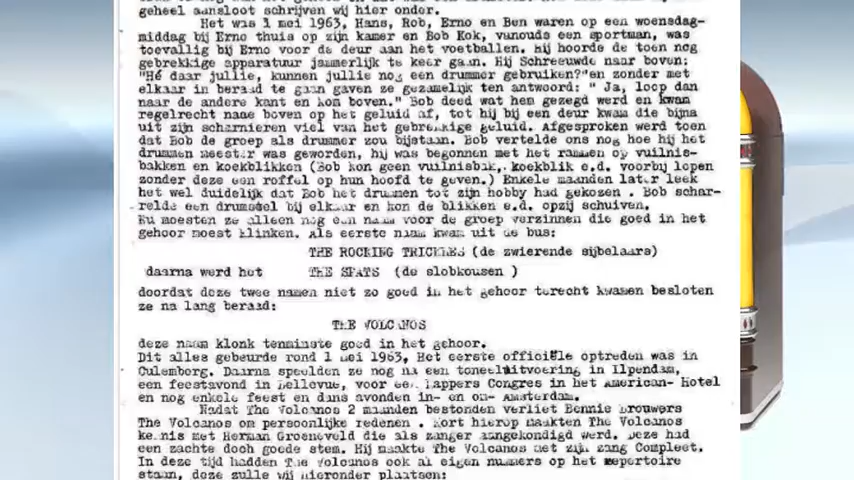 geheel aansloot schrijven wij hier onder.
Het was 1 mei 1963, Hans, Rob, Erno en Ben waren op een woensdag-
middag bij Erno thuis op zijn kamer en Bob Kok, vanouds een sportman, was
toevallig bij Erno voor de deur aan het voetballen. Hij hoorde de toen nog
gebrekkige apparatuur jammerlijk te keer gaan. Hij Schreeuwde naar boven:
"Hé daar jullie, kunnen jullie nog een drummer gebruiken?"en zonder met
elkaar in beraad te gaan gaven ze gezamelijk ten antwoord: " Ja, loop dan
naar de andere kant en kom boven." Bob deed wat hem gezegd werd en kwam
regelrecht naae boven op het geluid af, tot hij bij een deur kwam die bijna
uit zijn scharnieren viel van het gebrekkige geluid. Afgesproken werd toen
dat Bob de groep als drummer zou bijstaan. Bob vertelde ons nog hoe hij het
drummen meester was geworden, hij was begonnen met het rammen op vuilnis-
bakken en koekblikken (Bob kon geen vuilnisbak, koekblik e.d. voorbij lopen
zonder deze een roffel op hun hoofd te geven.) Enkele maanden later leek
het wel duidelijk dat Bob het drummen tot zijn hobby had gekozen . Bob schar-
relde een drumstel bij elkaar en kon de blikken e.d. opzij schuiven.
Nu moesten ze alleen nog een naam voor de groep verzinnen die goed in het
gehoor moest klinken. Als eerste naam kwam uit de bus:
THE ROCKING TRICKLES (de zwierende sijbelaars)
daarna werd het THE SPATS (de slobkousen )
doordat deze twee namen niet zo goed in het gehoor terecht kwamen besloten
ze na lang beraad:
THE VOLCANOS
deze naam klonk tenminste goed in het gehoor.
Dit alles gebeurde rond 1 mei 1963, Het eerste officiële optreden was in
Culemborg. Daarna speelden ze nog na een toneeluitvoering in Ilpendam,
een feestavond in Bellevue, voor een Kappers Congres in het American- Hotel
en nog enkele feest en dans avonden in- en om- Amsterdam.
Nadat The Volcanos 2 maanden bestonden verliet Bennie Brouwers
The Volcanos om persoonlijke redenen . Kort hierop maakten The Volcanos
kennis met Herman Groeneveld die als zanger aangekondigd werd. Deze had
een zachte doch goede stem. Hij maakte The Volcanos met zijn zang Compleet.
In deze tijd hadden The Volcanos ook al eigen nummers op het repertoire
staan, deze zulle wij hieronder plaatsen: